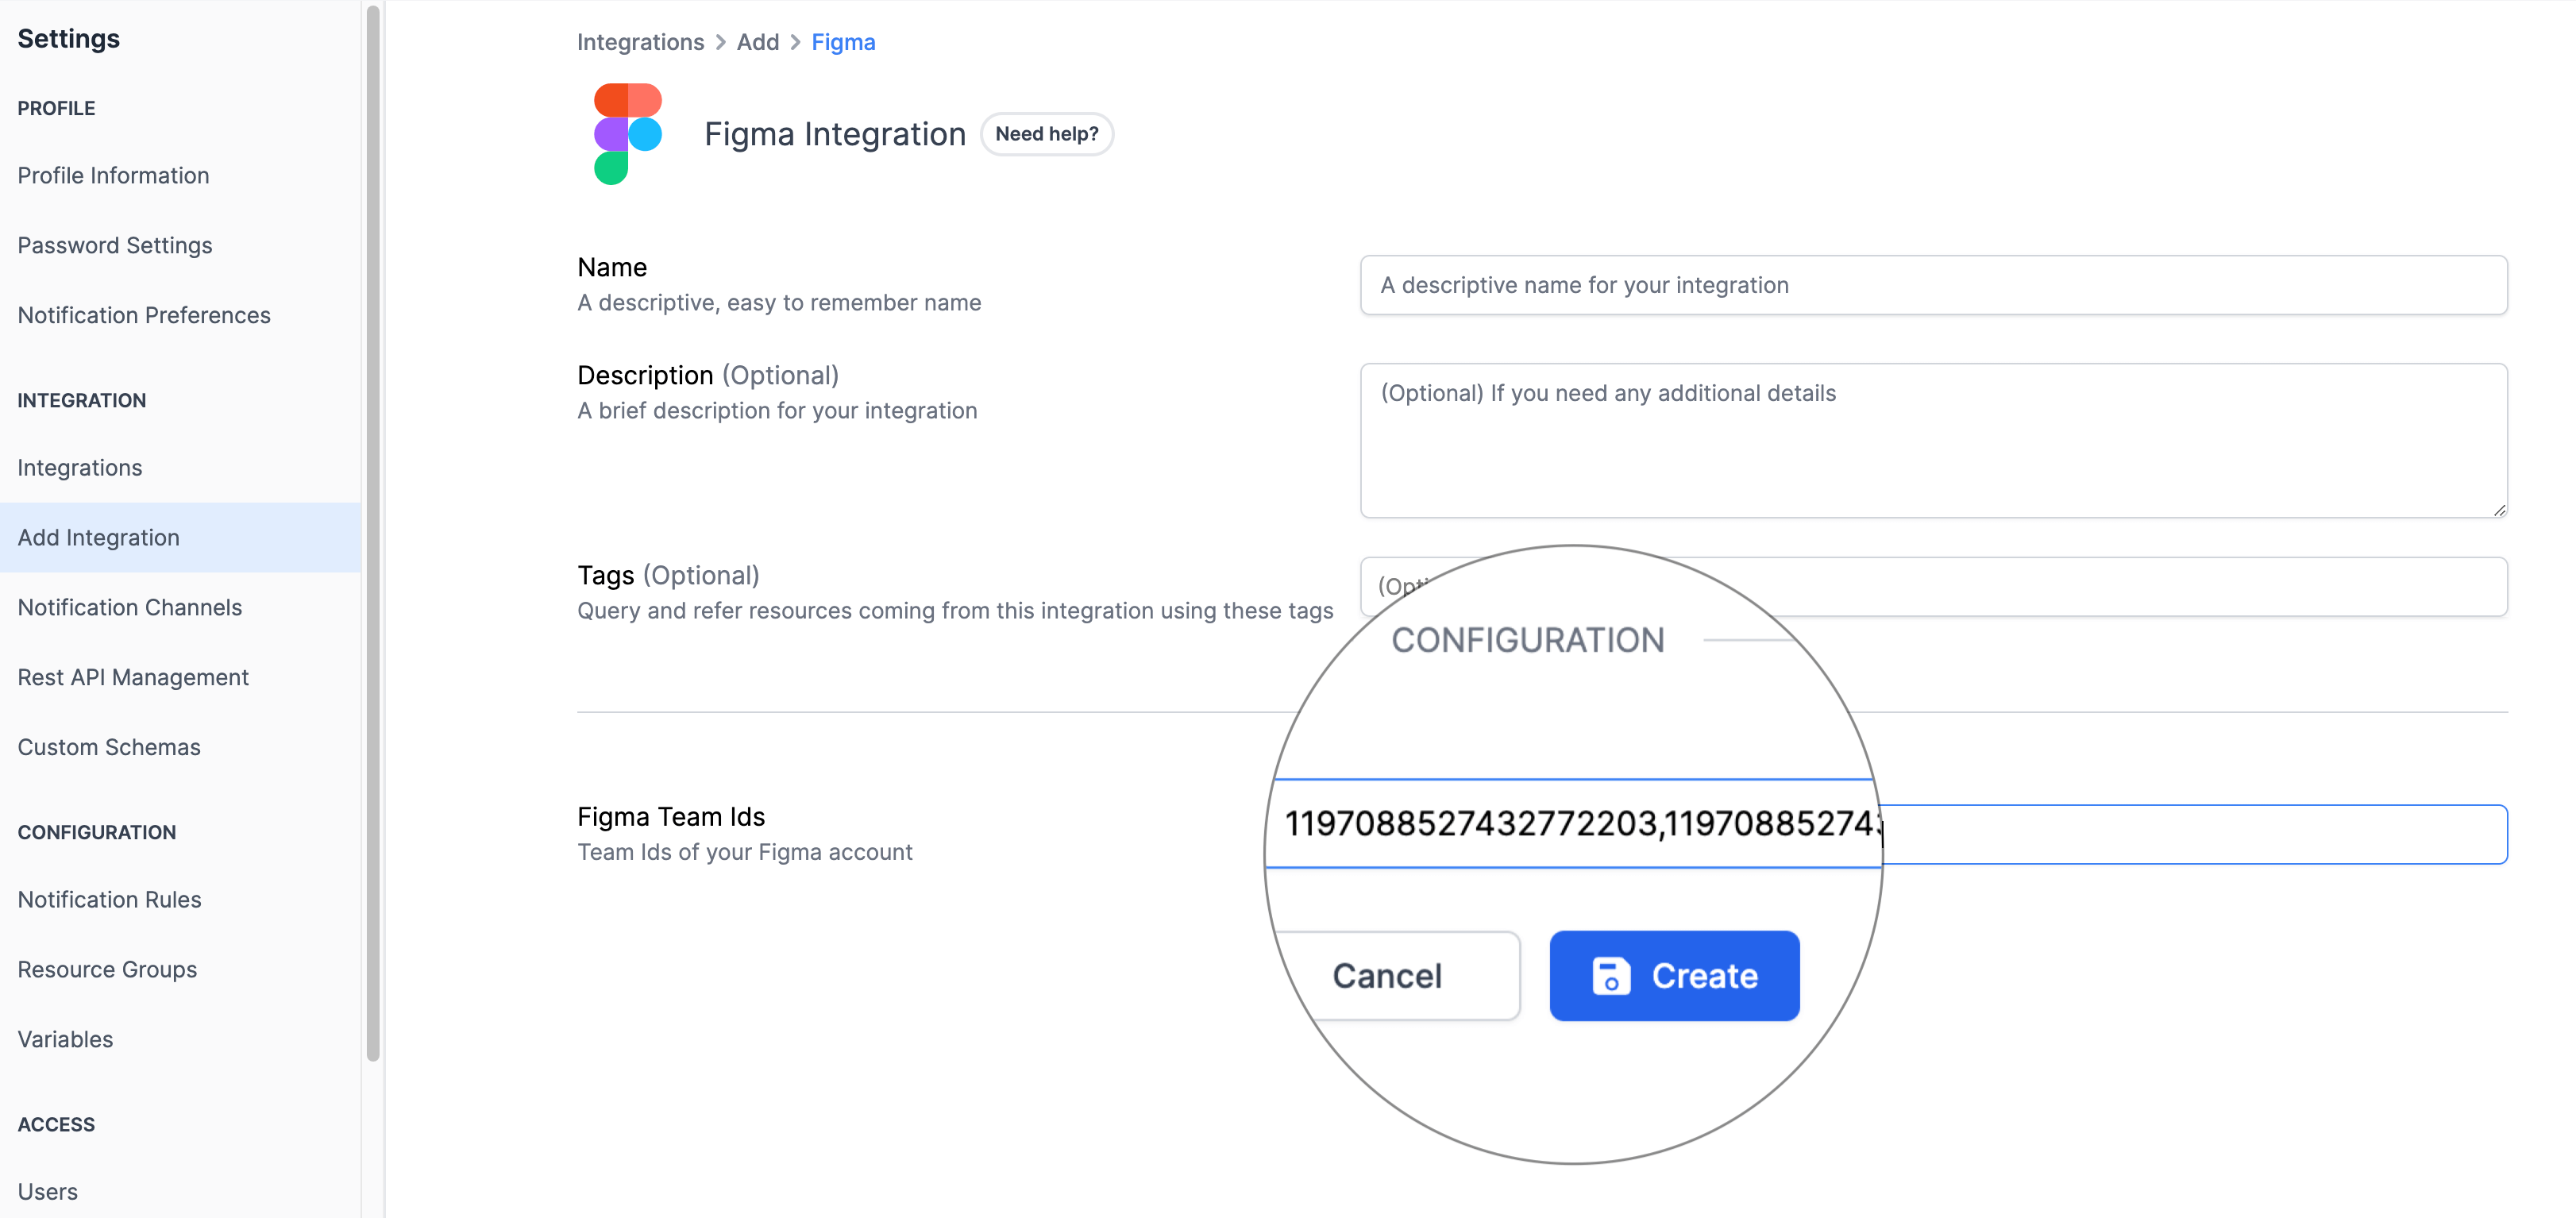 Settings
PROFILE
Profile Information
Password Settings
Notification Preferences
INTEGRATION
Integrations
Add Integration
Notification Channels
Rest API Management
Custom Schemas
CONFIGURATION
Notification Rules
Resource Groups
Variables
ACCESS
Users
Integrations > Add > Figma
Figma Integration Need help?
Name
A descriptive, easy to remember name
A descriptive name for your integration
Description (Optional)
A brief description for your integration
(Optional) If you need any additional details
Tags (Optional)
Query and refer resources coming from this integration using these tags
CONFIGURATION
Figma Team Ids
Team Ids of your Figma account
1197088527432772203,119708852743
Cancel
Create